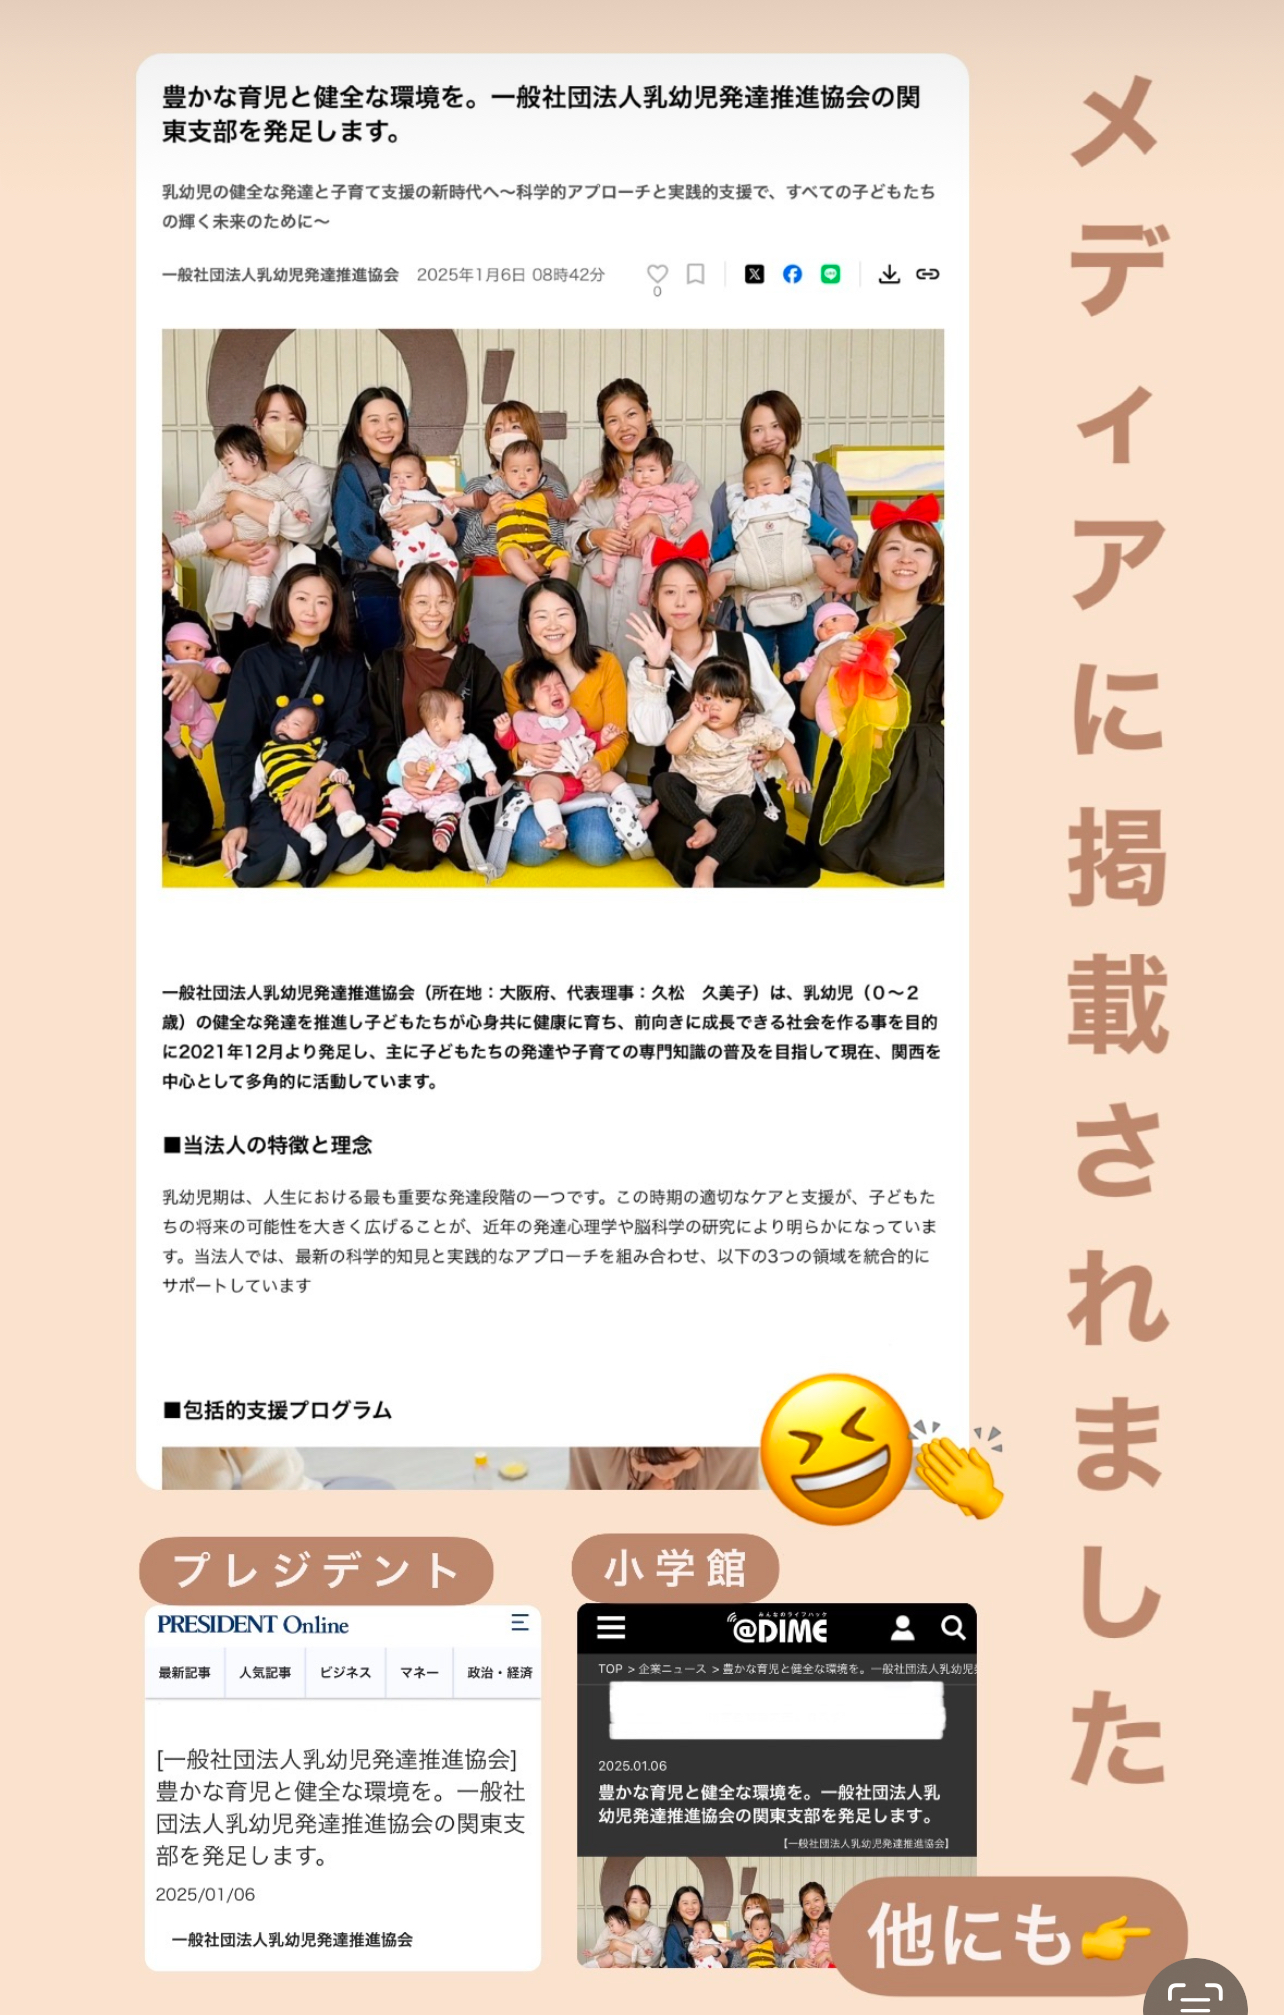 メディアに掲載されました
豊かな育児と健全な環境を。一般社団法人乳幼児発達推進協会の関
東支部を発足します。
乳幼児の健全な発達と子育て支援の新時代へ〜科学的アプローチと実践的支援で、すべての子どもたち
の輝く未来のために〜
一般社団法人乳幼児発達推進協会 2025年1月6日 08時42分
0
一般社団法人乳幼児発達推進協会（所在地：大阪府、代表理事：久松　久美子）は、乳幼児（０〜２
歳）の健全な発達を推進し子どもたちが心身共に健康に育ち、前向きに成長できる社会を作る事を目的
に2021年12月より発足し、主に子どもたちの発達や子育ての専門知識の普及を目指して現在、関西を
中心として多角的に活動しています。
■当法人の特徴と理念
乳幼児期は、人生における最も重要な発達段階の一つです。この時期の適切なケアと支援が、子どもた
ちの将来の可能性を大きく広げることが、近年の発達心理学や脳科学の研究により明らかになっていま
す。当法人では、最新の科学的知見と実践的なアプローチを組み合わせ、以下の3つの領域を統合的に
サポートしています
■包括的支援プログラム
プレジデント
PRESIDENT Online
最新記事 人気記事 ビジネス マネー 政治・経済
[一般社団法人乳幼児発達推進協会]
豊かな育児と健全な環境を。一般社
団法人乳幼児発達推進協会の関東支
部を発足します。
2025/01/06
一般社団法人乳幼児発達推進協会
小学館
みんなのライフハック
@DIME
TOP > 企業ニュース > 豊かな育児と健全な環境を。一般社団法人乳幼児
2025.01.06
豊かな育児と健全な環境を。一般社団法人乳
幼児発達推進協会の関東支部を発足します。
【一般社団法人乳幼児発達推進協会】
他にも👉